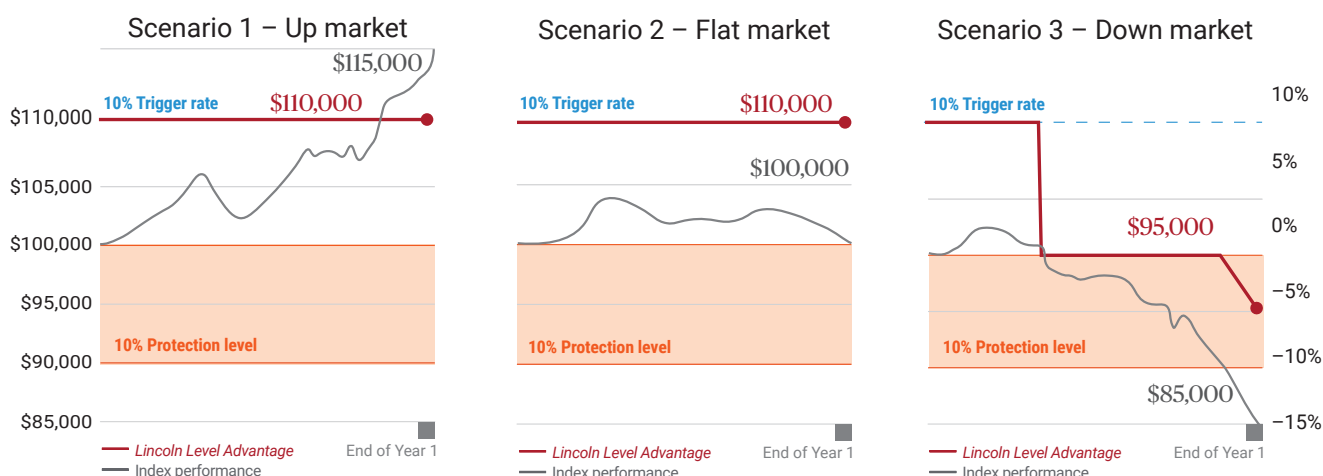 Scenario 1 – Up market
$115,000
10% Trigger rate
$110,000
$110,000
$105,000
$100,000
$95,000
10% Protection level
$90,000
$85,000
Lincoln Level Advantage
End of Year 1
Index performance
Scenario 2 – Flat market
10% Trigger rate
$110,000
$100,000
10% Protection level
Lincoln Level Advantage
End of Year 1
Index performance
Scenario 3 – Down market
10% Trigger rate
10%
5%
$95,000
0%
−5%
10% Protection level
−10%
$85,000
−15%
Lincoln Level Advantage
End of Year 1
Index performance